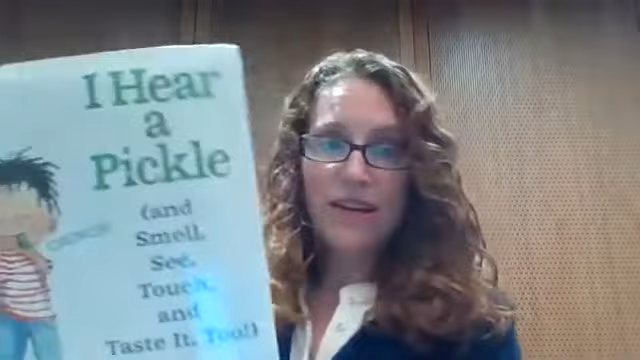 I Hear
a
Pickle
(and
Smell,
See,
Touch,
and
Taste It, Too!)